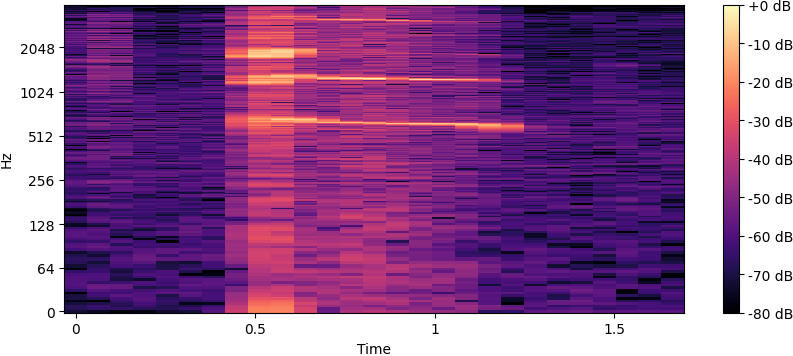 2048
1024
512
256
128
64
0
Hz
0
0.5
1
1.5
Time
+0 dB
-10 dB
-20 dB
-30 dB
-40 dB
-50 dB
-60 dB
-70 dB
-80 dB